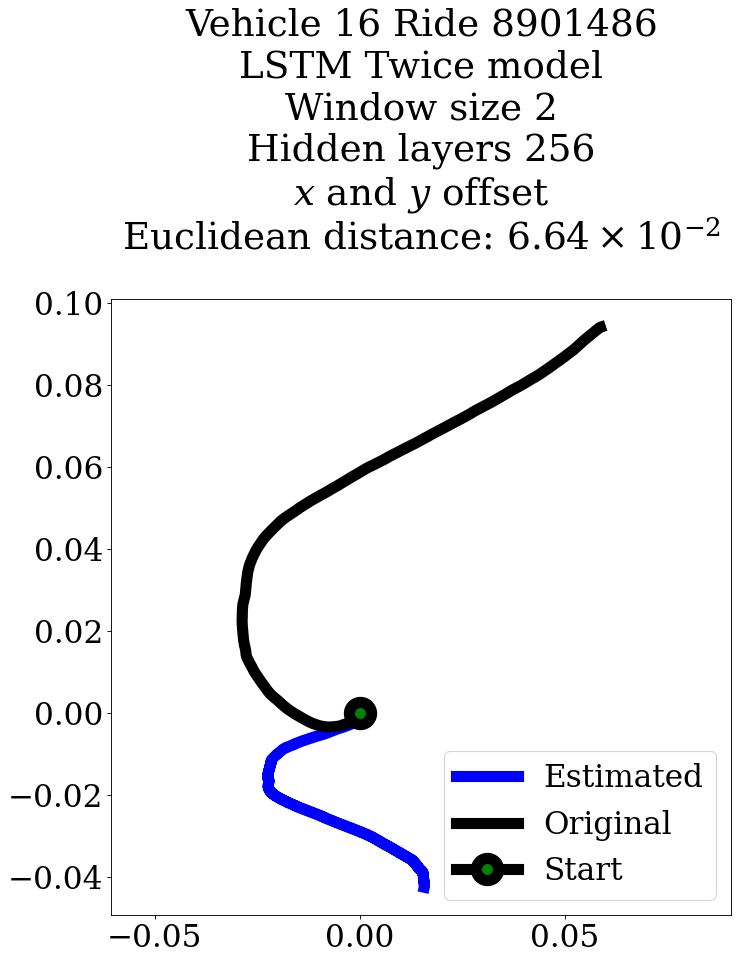 Vehicle 16 Ride 8901486
LSTM Twice model
Window size 2
Hidden layers 256
x and y offset
Euclidean distance: 6.64 × 10⁻²
0.10
0.08
0.06
0.04
0.02
0.00
−0.02
−0.04
Estimated
Original
Start
−0.05
0.00
0.05